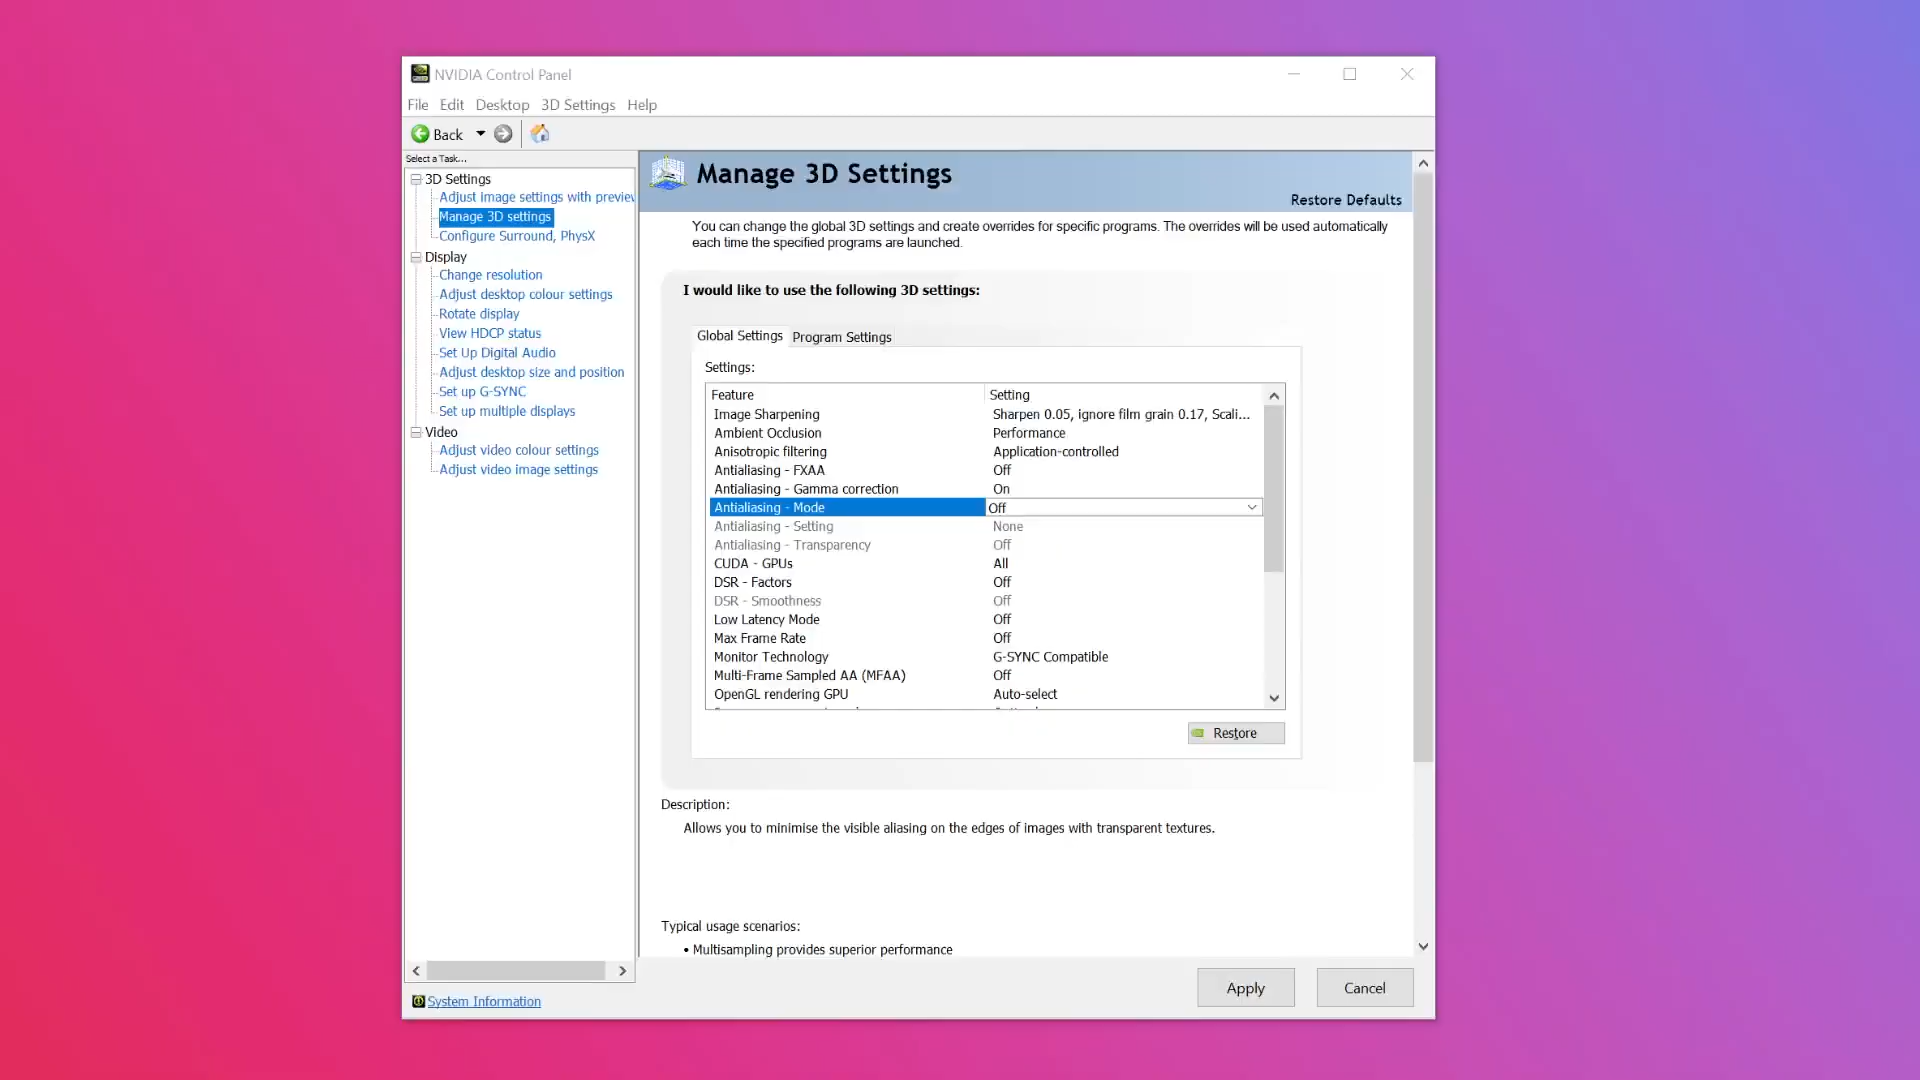 NVIDIA Control Panel
File Edit Desktop 3D Settings Help
Back
Select a Task...
3D Settings
Adjust image settings with preview
Manage 3D settings
Configure Surround, PhysX
Display
Change resolution
Adjust desktop colour settings
Rotate display
View HDCP status
Set Up Digital Audio
Adjust desktop size and position
Set up G-SYNC
Set up multiple displays
Video
Adjust video colour settings
Adjust video image settings
System Information
Manage 3D Settings
Restore Defaults
You can change the global 3D settings and create overrides for specific programs. The overrides will be used automatically
each time the specified programs are launched.
I would like to use the following 3D settings:
Global Settings Program Settings
Settings:
Feature Setting
Image Sharpening Sharpen 0.05, ignore film grain 0.17, Scali...
Ambient Occlusion Performance
Anisotropic filtering Application-controlled
Antialiasing - FXAA Off
Antialiasing - Gamma correction On
Antialiasing - Mode Off
Antialiasing - Setting None
Antialiasing - Transparency Off
CUDA - GPUs All
DSR - Factors Off
DSR - Smoothness Off
Low Latency Mode Off
Max Frame Rate Off
Monitor Technology G-SYNC Compatible
Multi-Frame Sampled AA (MFAA) Off
OpenGL rendering GPU Auto-select
Restore
Description:
Allows you to minimise the visible aliasing on the edges of images with transparent textures.
Typical usage scenarios:
• Multisampling provides superior performance
Apply Cancel